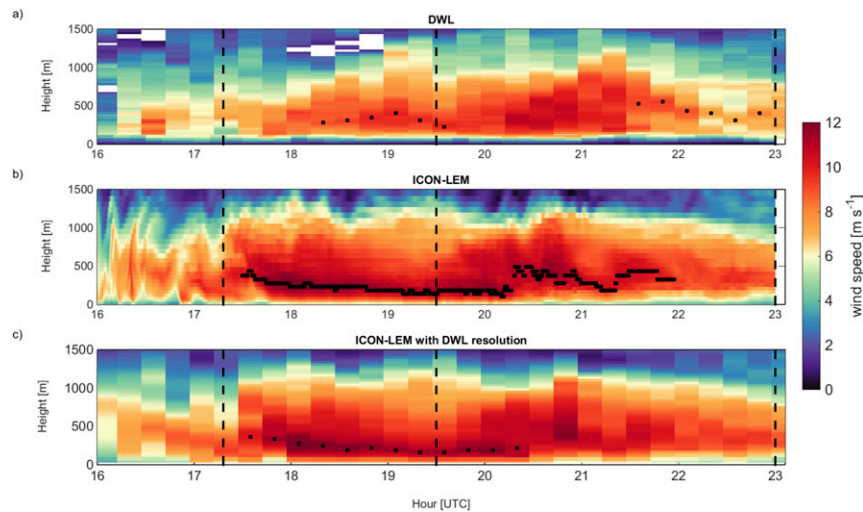 a)
DWL
1500
1000
500
0
Height [m]
16 17 18 19 20 21 22 23
b)
ICON-LEM
1500
1000
500
0
Height [m]
16 17 18 19 20 21 22 23
c)
ICON-LEM with DWL resolution
1500
1000
500
0
Height [m]
16 17 18 19 20 21 22 23
Hour [UTC]
12
10
8
6
4
2
0
wind speed [m s⁻¹]